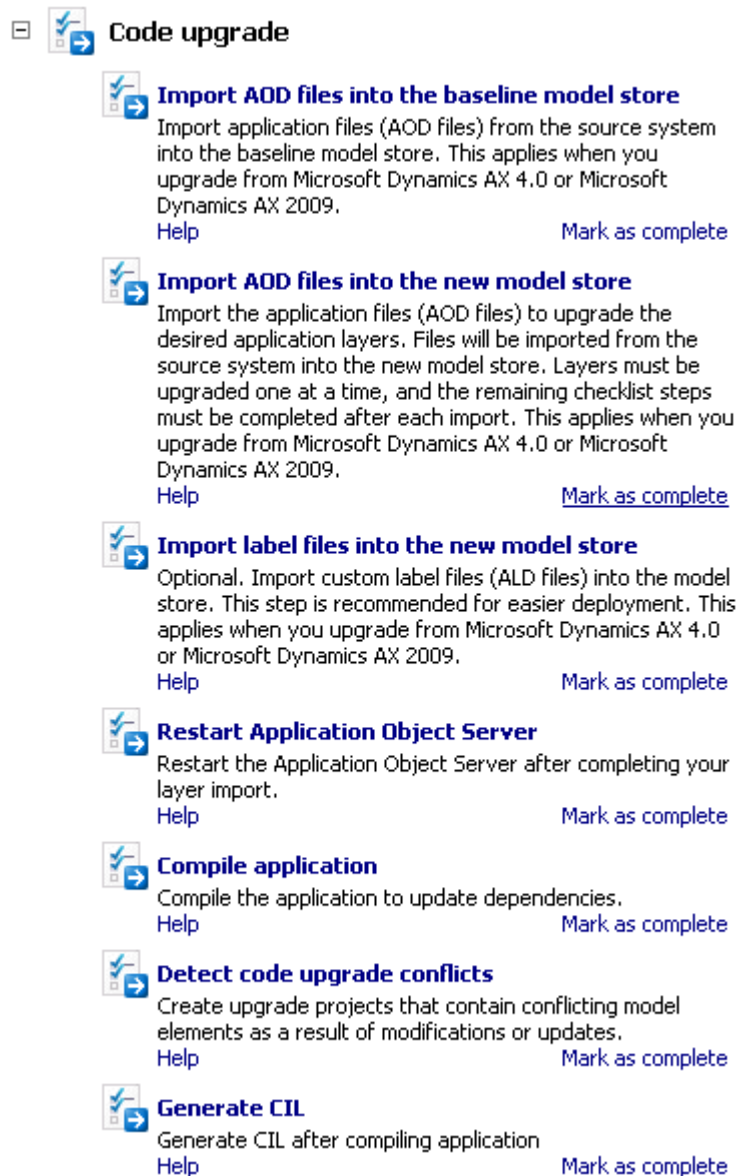 Code upgrade
Import AOD files into the baseline model store
Import application files (AOD files) from the source system
into the baseline model store. This applies when you
upgrade from Microsoft Dynamics AX 4.0 or Microsoft
Dynamics AX 2009.
Help Mark as complete
Import AOD files into the new model store
Import the application files (AOD files) to upgrade the
desired application layers. Files will be imported from the
source system into the new model store. Layers must be
upgraded one at a time, and the remaining checklist steps
must be completed after each import. This applies when you
upgrade from Microsoft Dynamics AX 4.0 or Microsoft
Dynamics AX 2009.
Help Mark as complete
Import label files into the new model store
Optional. Import custom label files (ALD files) into the model
store. This step is recommended for easier deployment. This
applies when you upgrade from Microsoft Dynamics AX 4.0
or Microsoft Dynamics AX 2009.
Help Mark as complete
Restart Application Object Server
Restart the Application Object Server after completing your
layer import.
Help Mark as complete
Compile application
Compile the application to update dependencies.
Help Mark as complete
Detect code upgrade conflicts
Create upgrade projects that contain conflicting model
elements as a result of modifications or updates.
Help Mark as complete
Generate CIL
Generate CIL after compiling application
Help Mark as complete